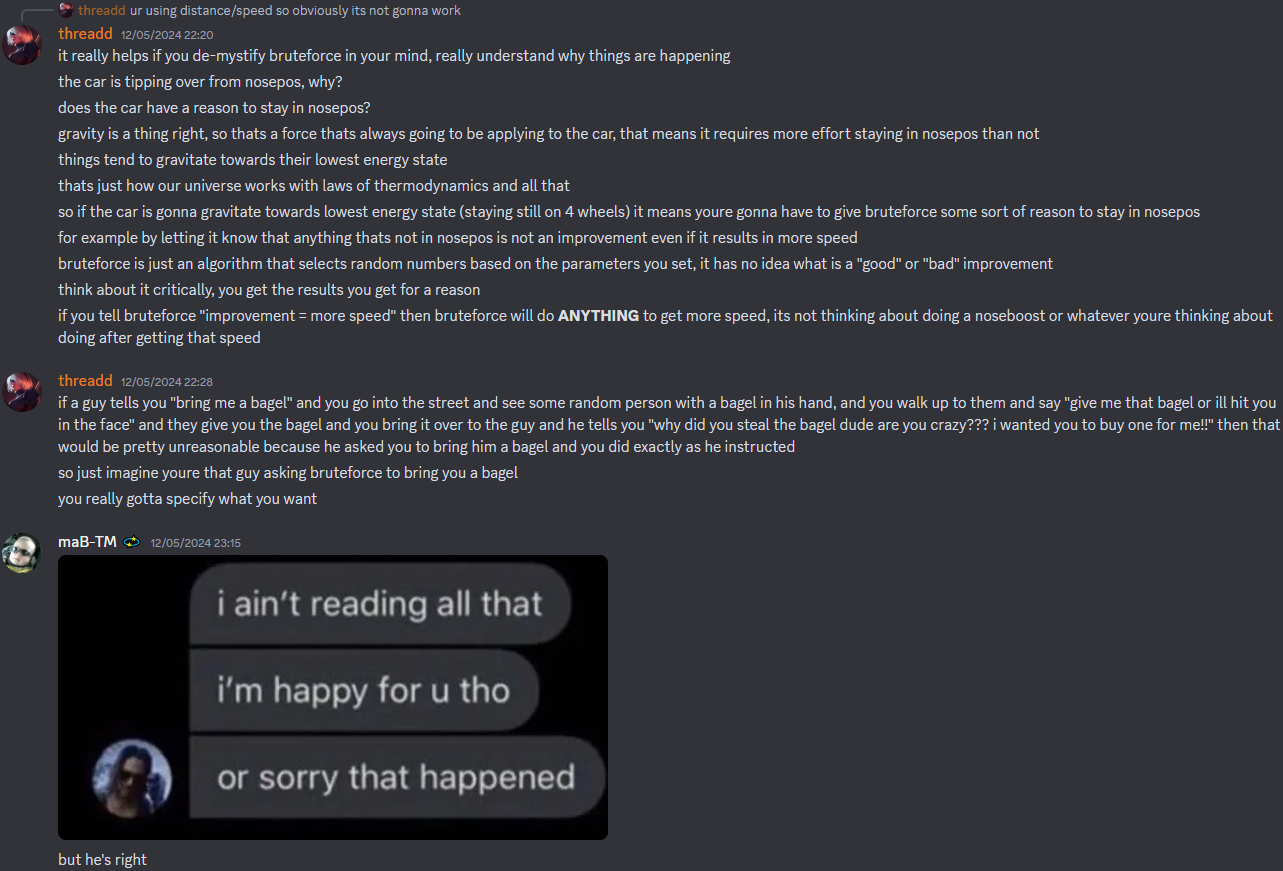 threadd ur using distance/speed so obviously its not gonna work
threadd 12/05/2024 22:20
it really helps if you de-mystify bruteforce in your mind, really understand why things are happening
the car is tipping over from nosepos, why?
does the car have a reason to stay in nosepos?
gravity is a thing right, so thats a force thats always going to be applying to the car, that means it requires more effort staying in nosepos than not
things tend to gravitate towards their lowest energy state
thats just how our universe works with laws of thermodynamics and all that
so if the car is gonna gravitate towards lowest energy state (staying still on 4 wheels) it means youre gonna have to give bruteforce some sort of reason to stay in nosepos
for example by letting it know that anything thats not in nosepos is not an improvement even if it results in more speed
bruteforce is just an algorithm that selects random numbers based on the parameters you set, it has no idea what is a "good" or "bad" improvement
think about it critically, you get the results you get for a reason
if you tell bruteforce "improvement = more speed" then bruteforce will do ANYTHING to get more speed, its not thinking about doing a noseboost or whatever youre thinking about
doing after getting that speed
threadd 12/05/2024 22:28
if a guy tells you "bring me a bagel" and you go into the street and see some random person with a bagel in his hand, and you walk up to them and say "give me that bagel or ill hit you
in the face" and they give you the bagel and you bring it over to the guy and he tells you "why did you steal the bagel dude are you crazy??? i wanted you to buy one for me!!" then that
would be pretty unreasonable because he asked you to bring him a bagel and you did exactly as he instructed
so just imagine youre that guy asking bruteforce to bring you a bagel
you really gotta specify what you want
maB-TM 12/05/2024 23:15
i ain't reading all that
i'm happy for u tho
or sorry that happened
but he's right